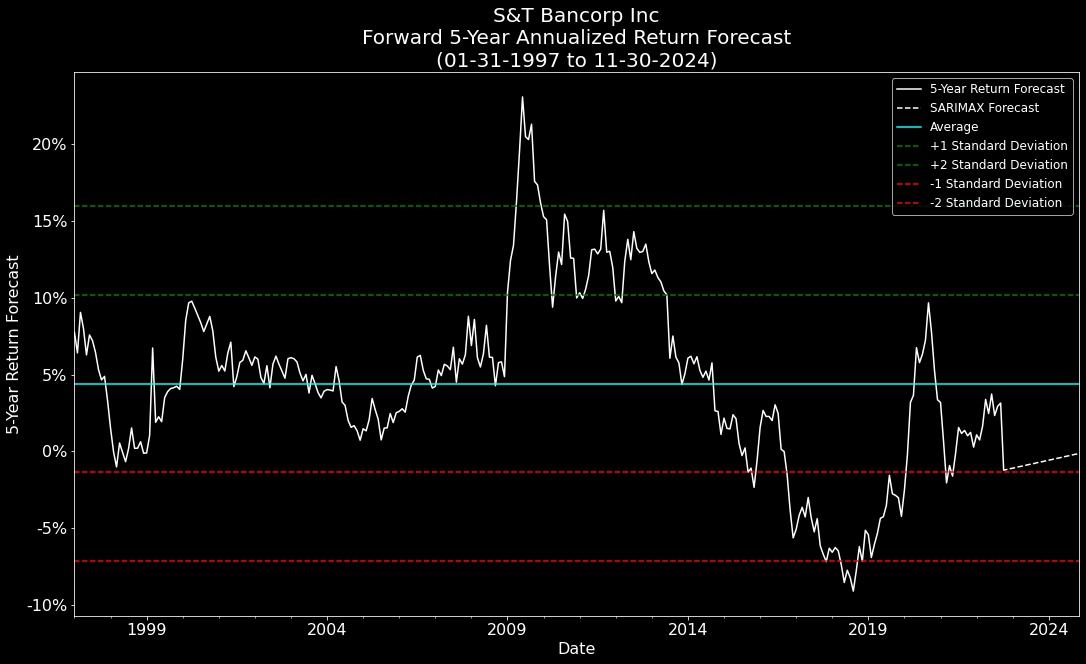 S&T Bancorp Inc
Forward 5-Year Annualized Return Forecast
(01-31-1997 to 11-30-2024)
5-Year Return Forecast
SARIMAX Forecast
Average
+1 Standard Deviation
+2 Standard Deviation
-1 Standard Deviation
-2 Standard Deviation
5-Year Return Forecast
20%
15%
10%
5%
0%
-5%
-10%
1999
2004
2009
2014
2019
2024
Date